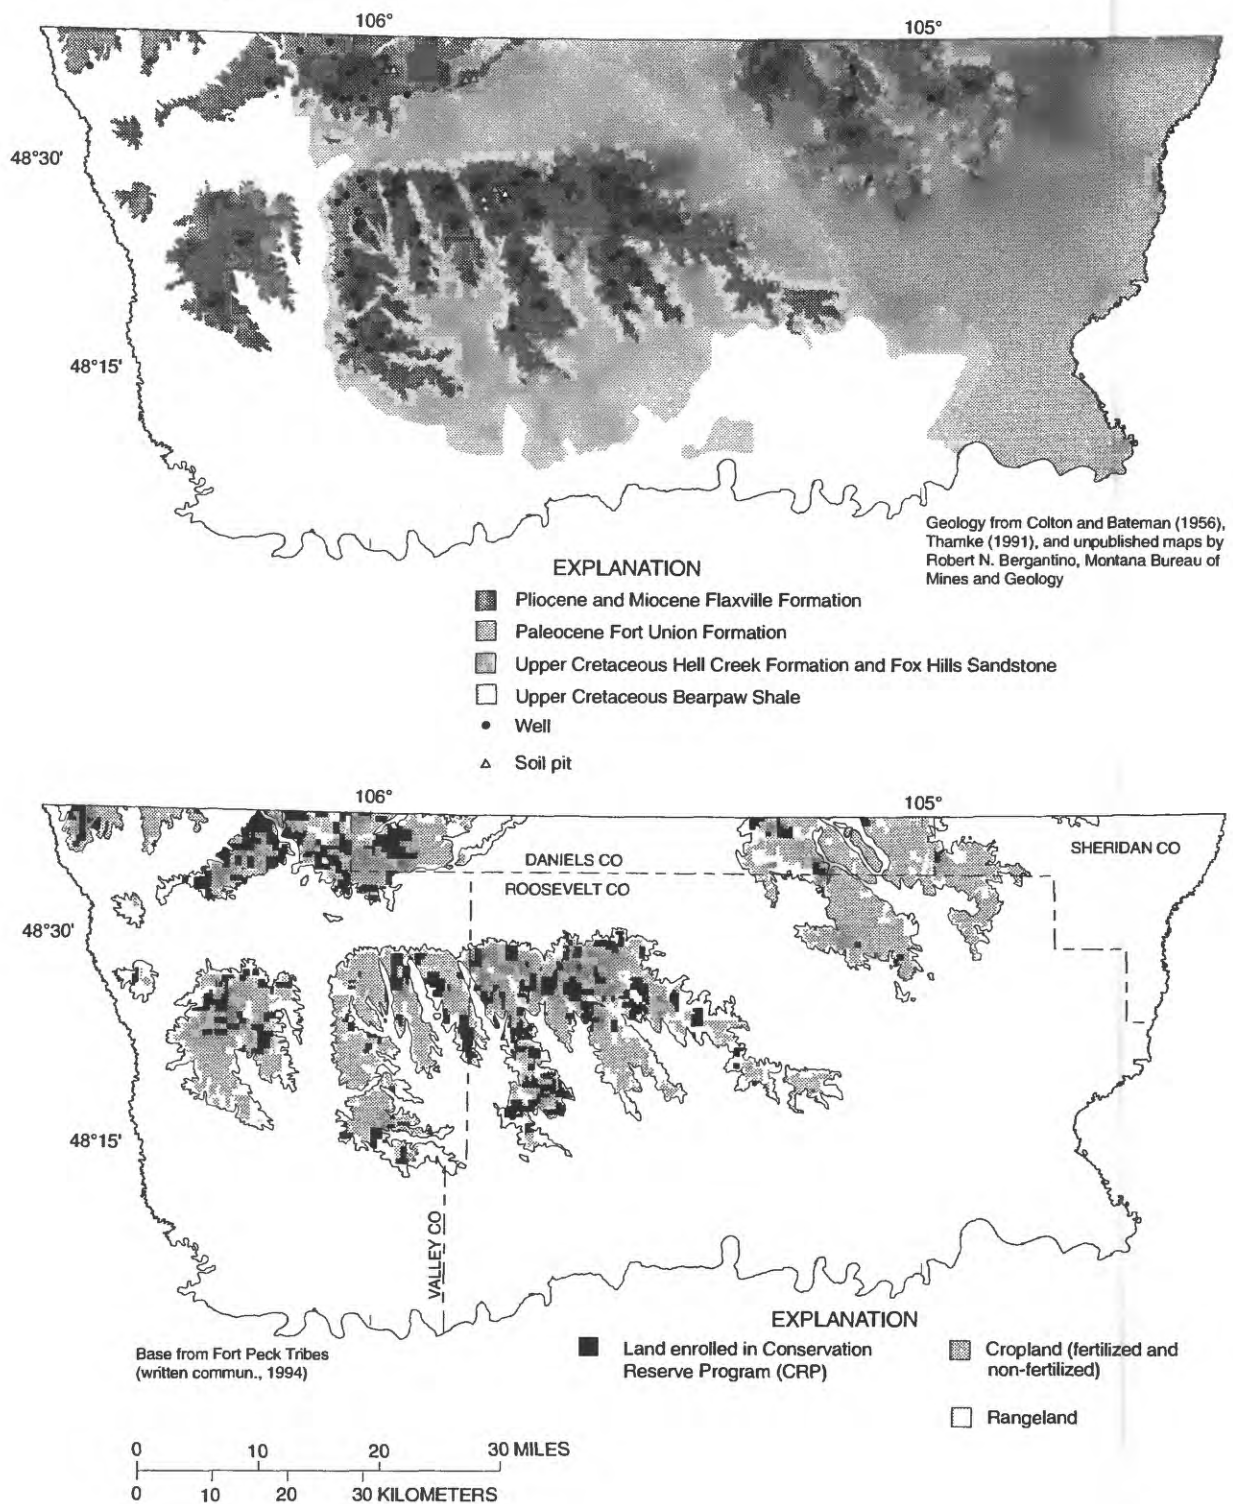 106°
105°
48°30'
48°15'
Geology from Colton and Bateman (1956),
Thamke (1991), and unpublished maps by
Robert N. Bergantino, Montana Bureau of
Mines and Geology
EXPLANATION
Pliocene and Miocene Flaxville Formation
Paleocene Fort Union Formation
Upper Cretaceous Hell Creek Formation and Fox Hills Sandstone
Upper Cretaceous Bearpaw Shale
Well
Soil pit
106°
105°
DANIELS CO
SHERIDAN CO
ROOSEVELT CO
48°30'
48°15'
VALLEY CO
Base from Fort Peck Tribes
(written commun., 1994)
EXPLANATION
Land enrolled in Conservation
Reserve Program (CRP)
Cropland (fertilized and
non-fertilized)
Rangeland
0 10 20 30 MILES
0 10 20 30 KILOMETERS